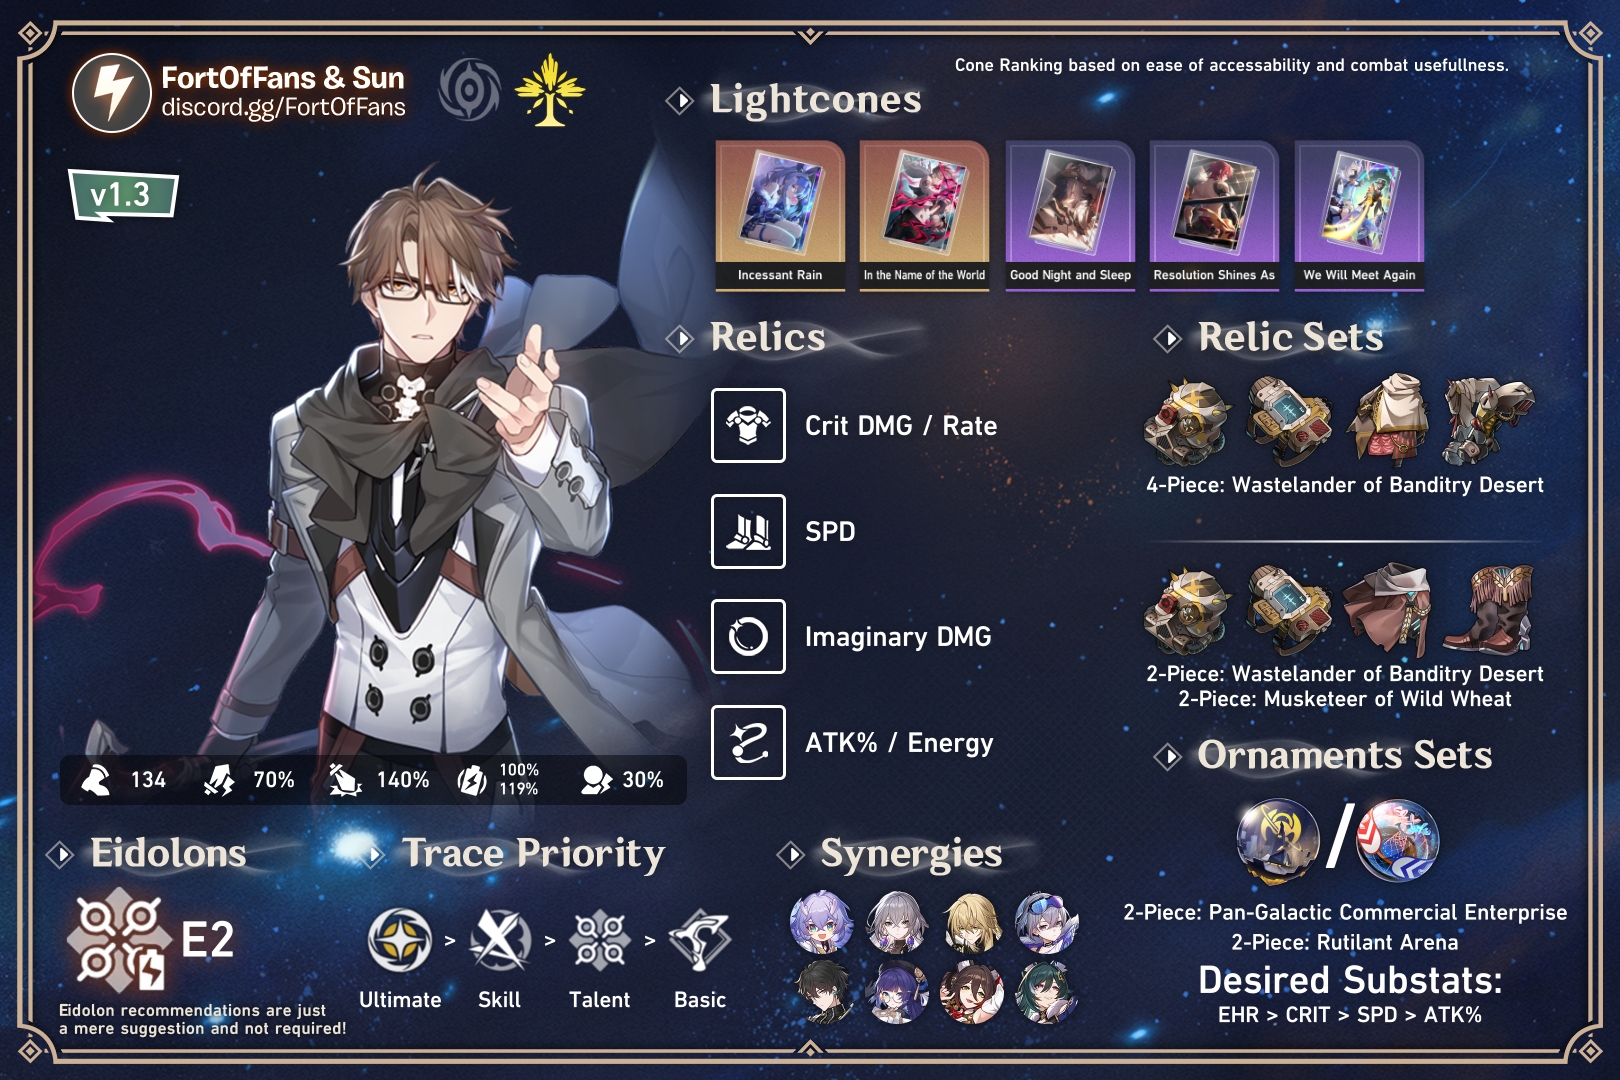 FortOfFans & Sun
discord.gg/FortOfFans
v1.3
Cone Ranking based on ease of accessability and combat usefullness.
Lightcones
Incessant Rain
In the Name of the World
Good Night and Sleep
Resolution Shines As
We Will Meet Again
Relics
Crit DMG / Rate
SPD
Imaginary DMG
ATK% / Energy
Relic Sets
4-Piece: Wastelander of Banditry Desert
2-Piece: Wastelander of Banditry Desert
2-Piece: Musketeer of Wild Wheat
Ornaments Sets
2-Piece: Pan-Galactic Commercial Enterprise
2-Piece: Rutilant Arena
Desired Substats:
EHR > CRIT > SPD > ATK%
134
70%
140%
100%
119%
30%
Eidolons
E2
Eidolon recommendations are just
a mere suggestion and not required!
Trace Priority
> > >
Ultimate Skill Talent Basic
Synergies